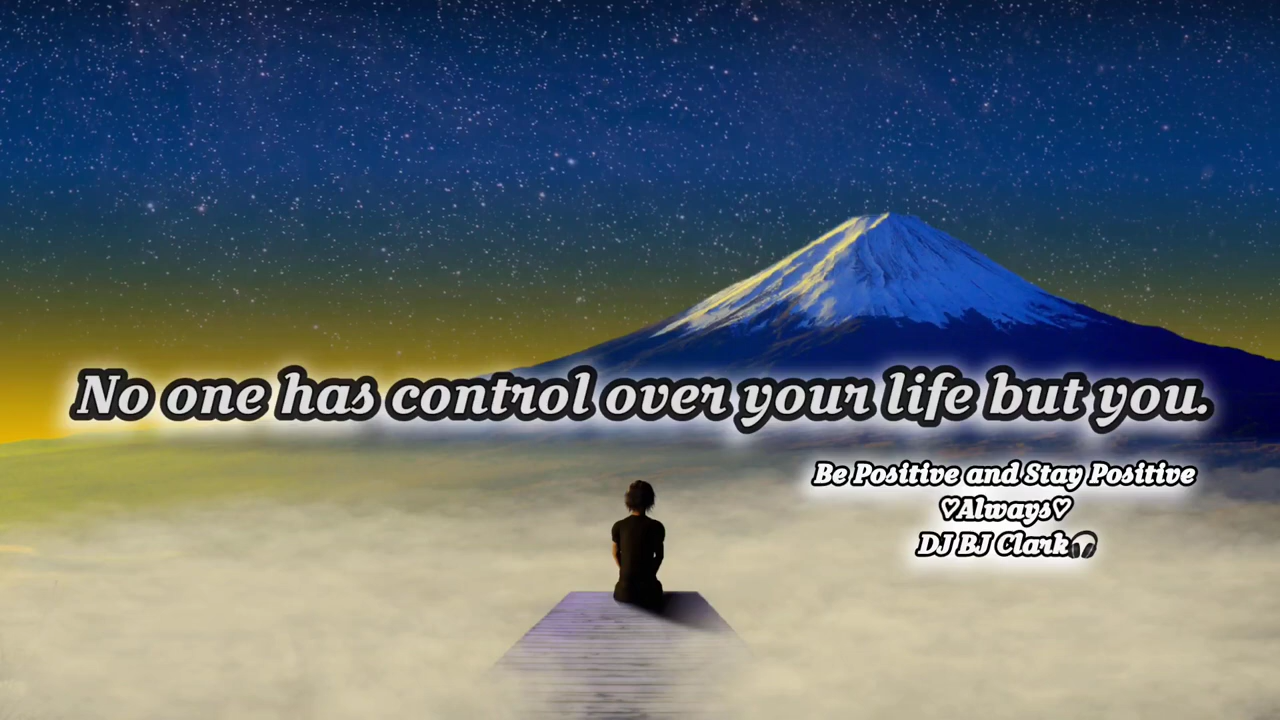 No one has control over your life but you.
Be Positive and Stay Positive
♡Always♡
DJ BJ Clark🎧